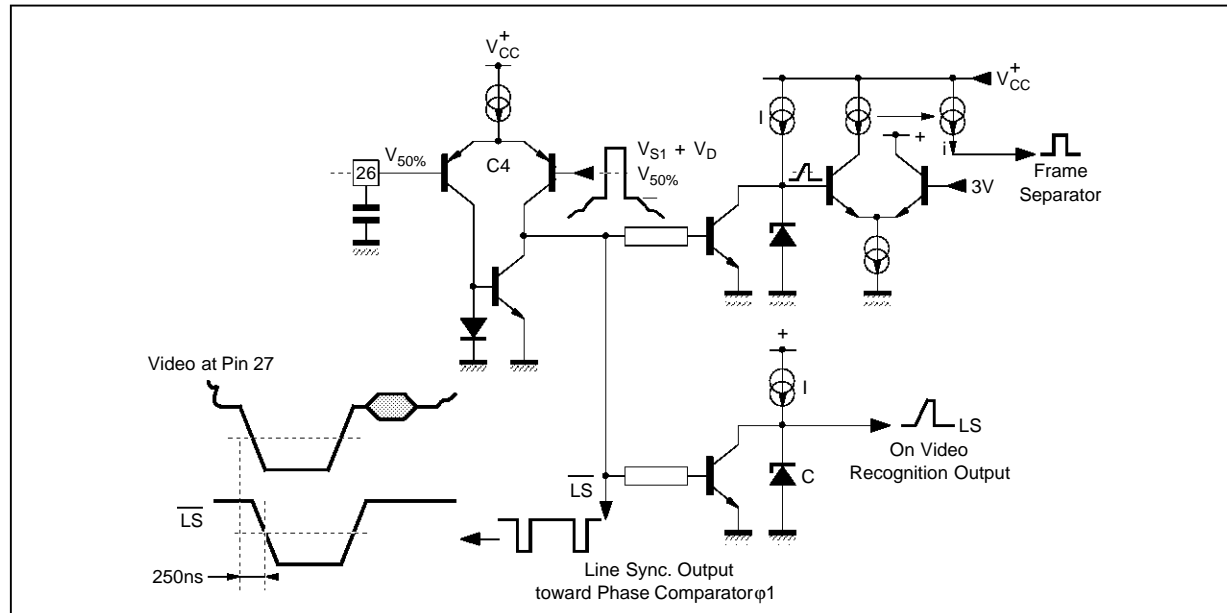 V+CC
V+CC
I
i
C4
V50%
26
VS1 + VD
V50%
+
3V
Frame
Separator
Video at Pin 27
+
I
LS
On Video
Recognition Output
C
LS
LS
250ns
Line Sync. Output
toward Phase Comparator φ1